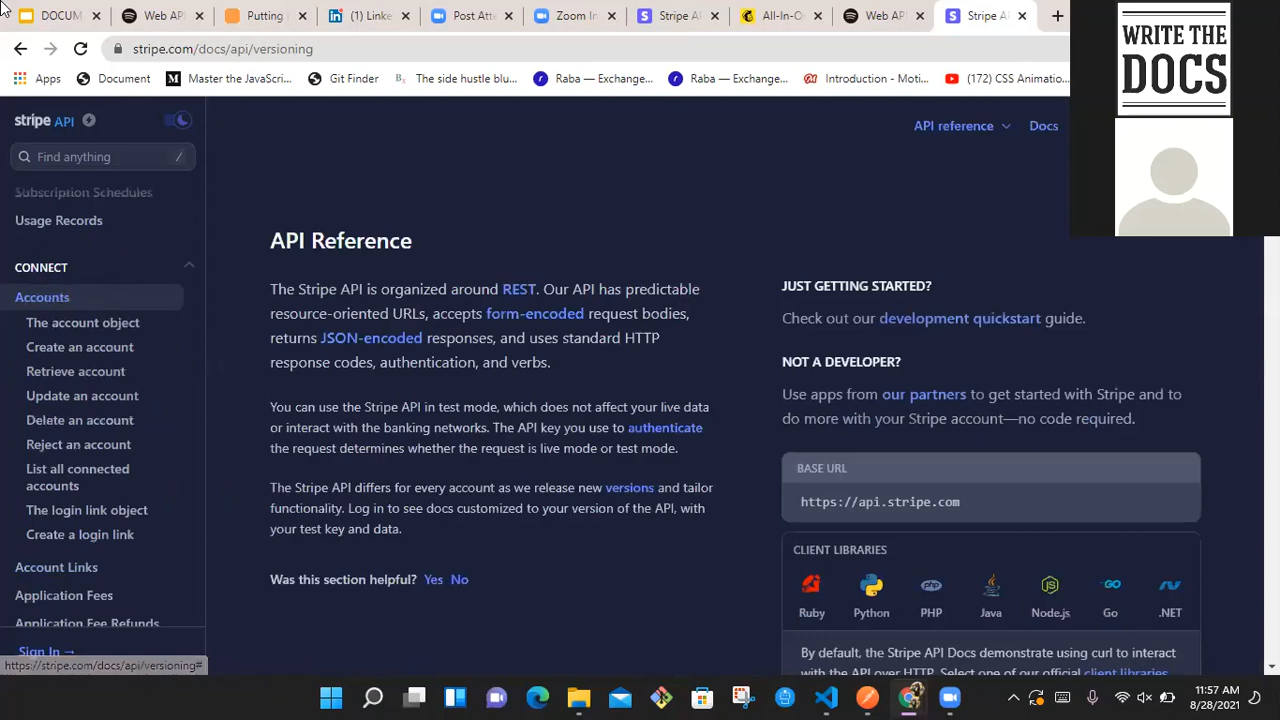 DOCUM
Web API
Putting
(1) Linke
Post Att
Zoom In
Stripe A
All-In-O
Web API
Stripe A
stripe.com/docs/api/versioning
Apps
Document
Master the JavaScri...
Git Finder
The side hustle blu...
Raba — Exchange...
Raba — Exchange...
Introduction - Moti...
(172) CSS Animatio...
WRITE THE
DOCS
stripe API
Find anything /
Subscription Schedules
Usage Records
CONNECT
Accounts
The account object
Create an account
Retrieve account
Update an account
Delete an account
Reject an account
List all connected
accounts
The login link object
Create a login link
Account Links
Application Fees
Application Fee Refunds
Sign In →
https://stripe.com/docs/api/versioning#
API reference
Docs
API Reference
The Stripe API is organized around REST. Our API has predictable
resource-oriented URLs, accepts form-encoded request bodies,
returns JSON-encoded responses, and uses standard HTTP
response codes, authentication, and verbs.
You can use the Stripe API in test mode, which does not affect your live data
or interact with the banking networks. The API key you use to authenticate
the request determines whether the request is live mode or test mode.
The Stripe API differs for every account as we release new versions and tailor
functionality. Log in to see docs customized to your version of the API, with
your test key and data.
Was this section helpful? Yes No
JUST GETTING STARTED?
Check out our development quickstart guide.
NOT A DEVELOPER?
Use apps from our partners to get started with Stripe and to
do more with your Stripe account—no code required.
BASE URL
https://api.stripe.com
CLIENT LIBRARIES
Ruby
Python
PHP
Java
Node.js
Go
.NET
By default, the Stripe API Docs demonstrate using curl to interact
with the API over HTTP. Select one of our official client libraries
11:57 AM
8/28/2021